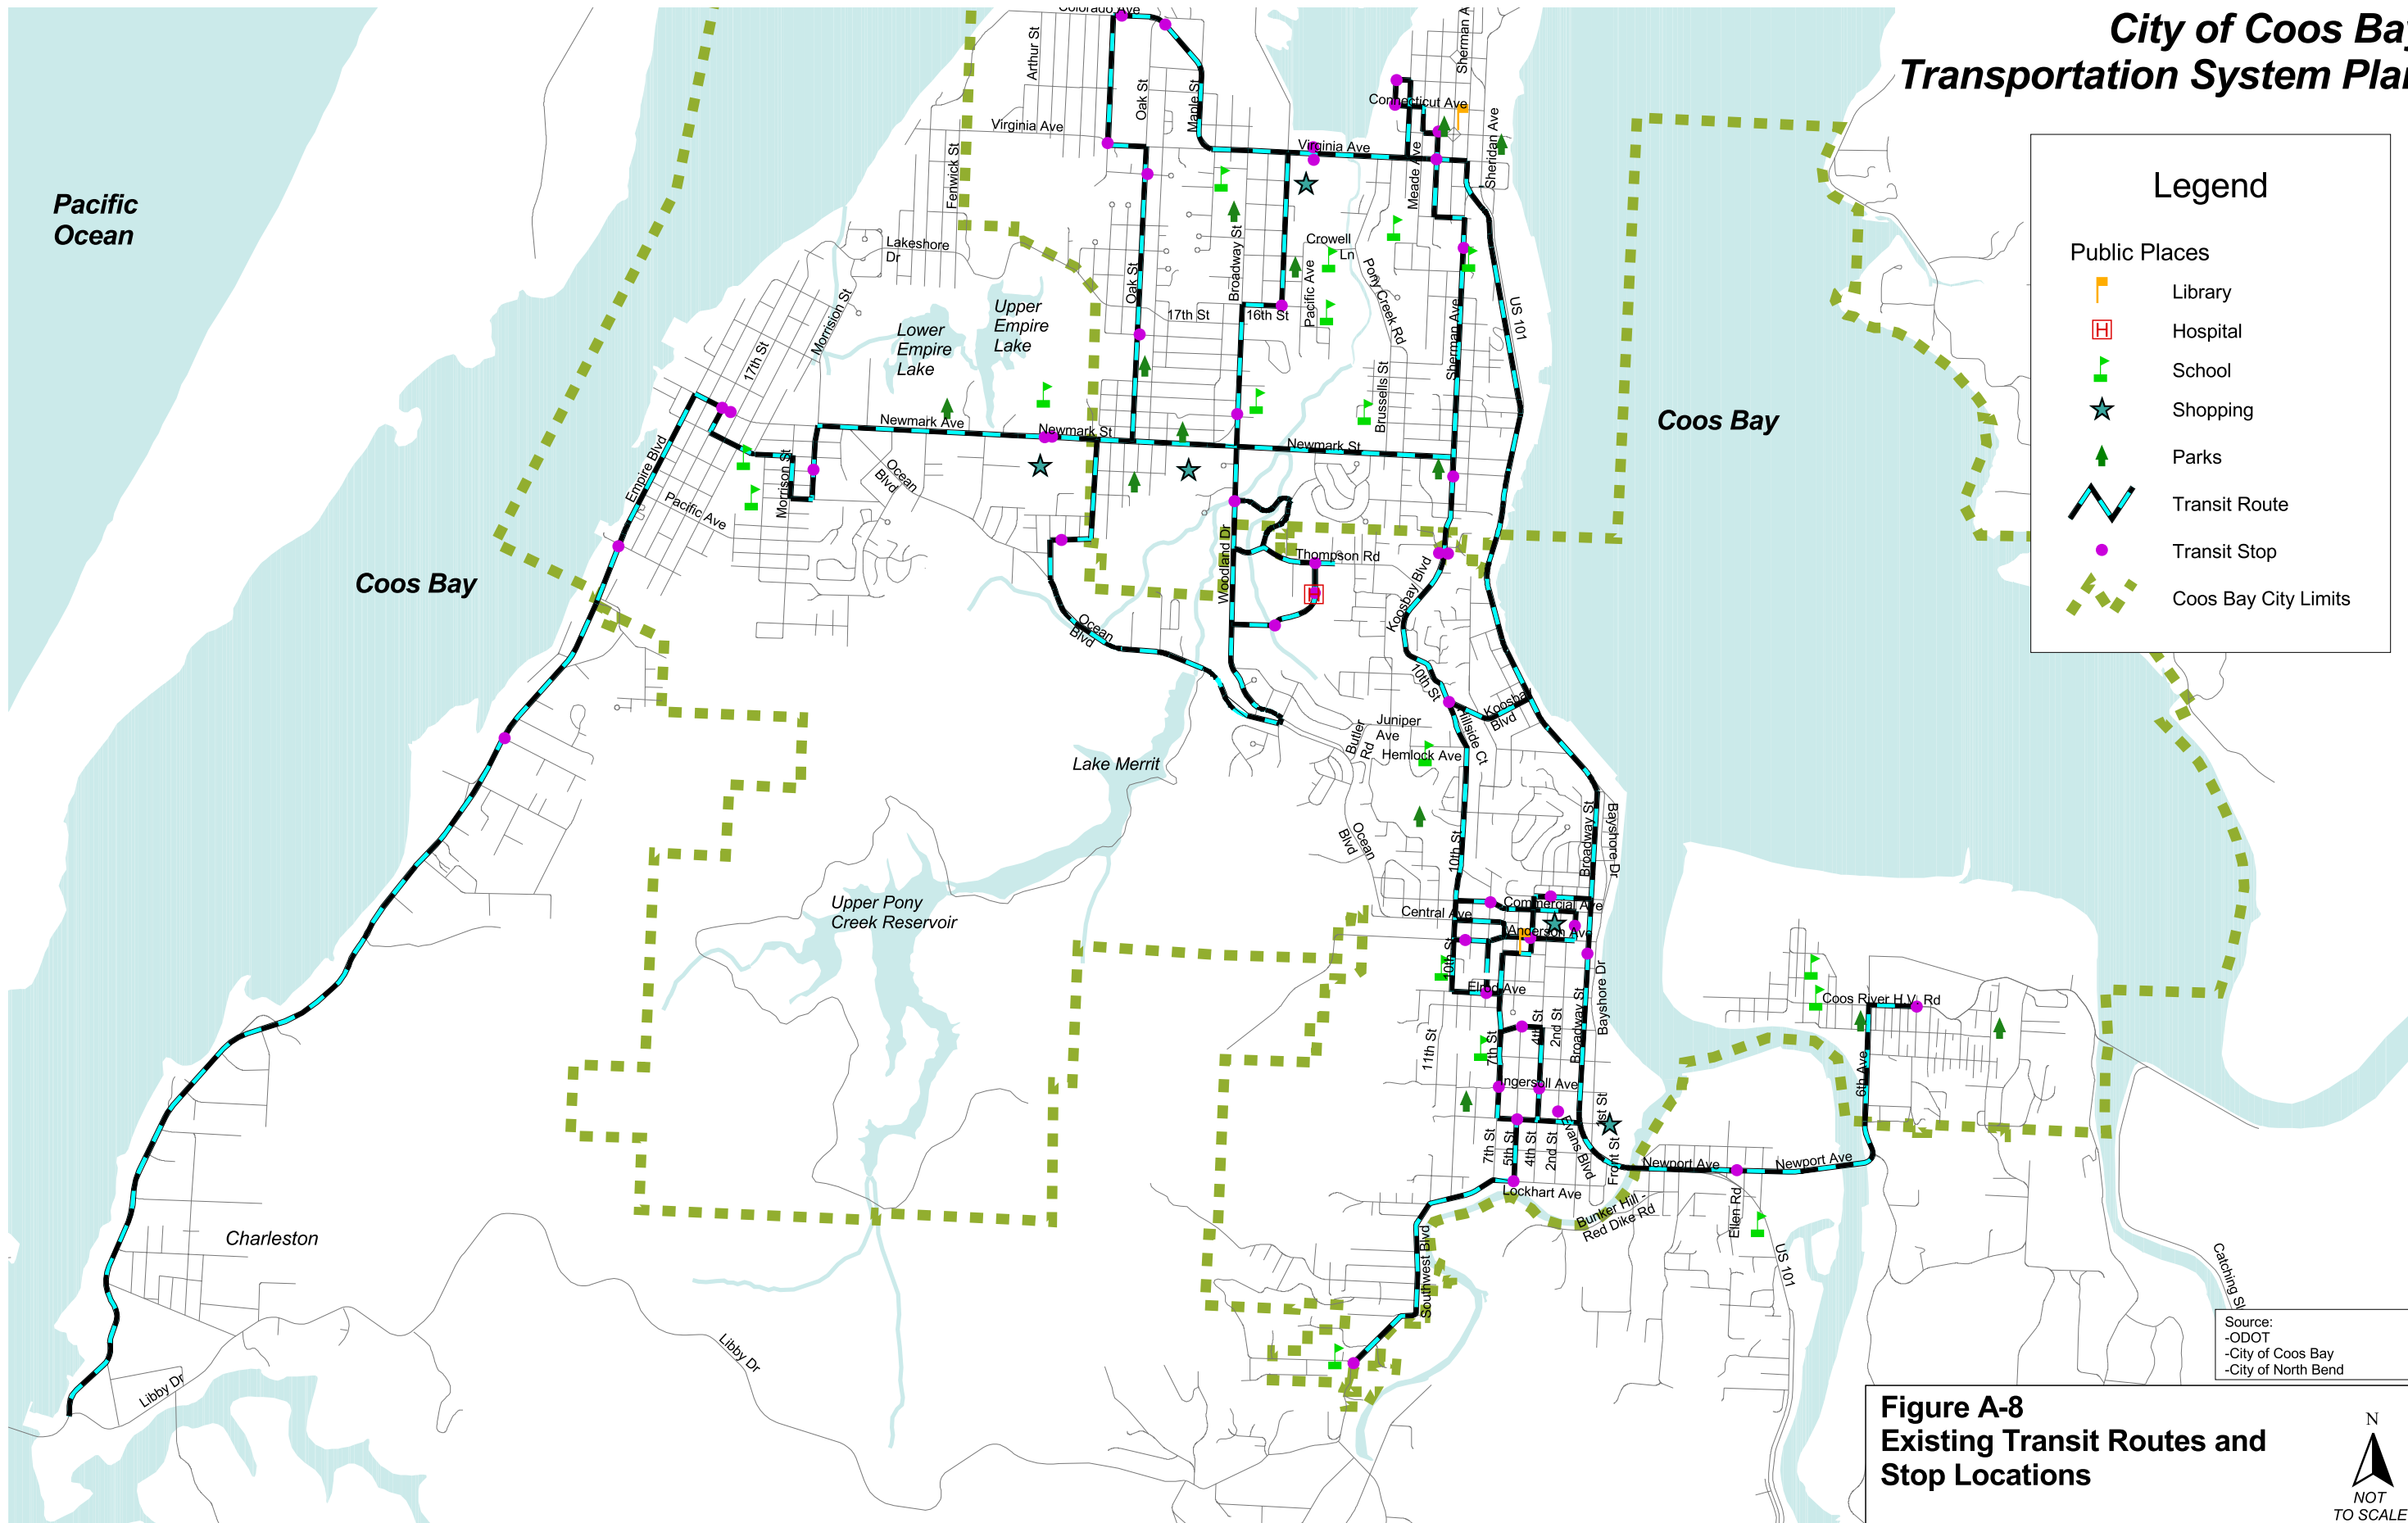 City of Coos Bay
Transportation System Plan
Legend
Public Places
Library
H
Hospital
School
Shopping
Parks
Transit Route
Transit Stop
Coos Bay City Limits
Pacific
Ocean
Coos Bay
Coos Bay
Colorado Ave
Arthur St
Oak St
Maple St
Virginia Ave
Fenwick St
Lakeshore
Dr
Morrision St
17th St
Lower
Empire
Lake
Upper
Empire
Lake
Oak St
Broadway St
17th St
16th St
Virginia Ave
Connecticut Ave
Sherman A
Sheridan Ave
Meade Ave
Crowell
Ln
Pacific Ave
Pony Creek Rd
Brussells St
Sherman Ave
US 101
Newmark Ave
Newmark St
Newmark St
Empire Blvd
Pacific Ave
Morrison St
Ocean
Blvd
Woodland Dr
Thompson Rd
H
Koosbay Blvd
Ocean
Blvd
10th St
Koosbay
Blvd
Hillside Ct
Juniper
Ave
Butler
Rd
Hemlock Ave
Lake Merrit
Ocean
Blvd
10th St
Broadway St
Bayshore Dr
Upper Pony
Creek Reservoir
Central Ave
Commercial Ave
Anderson Ave
10th St
Elrod Ave
Bayshore Dr
Broadway St
11th St
7th St
4th St
2nd St
Ingersoll Ave
1st St
7th St
5th St
4th St
2nd St
Evans Blvd
Front St
Lockhart Ave
Bunker Hill -
Red Dike Rd
Newport Ave
Newport Ave
Coos River H.V. Rd
6th Ave
Ellen Rd
US 101
Southwest Blvd
Charleston
Libby Dr
Libby Dr
Catching Sl
Source:
-ODOT
-City of Coos Bay
-City of North Bend
Figure A-8
Existing Transit Routes and
Stop Locations
N
NOT
TO SCALE